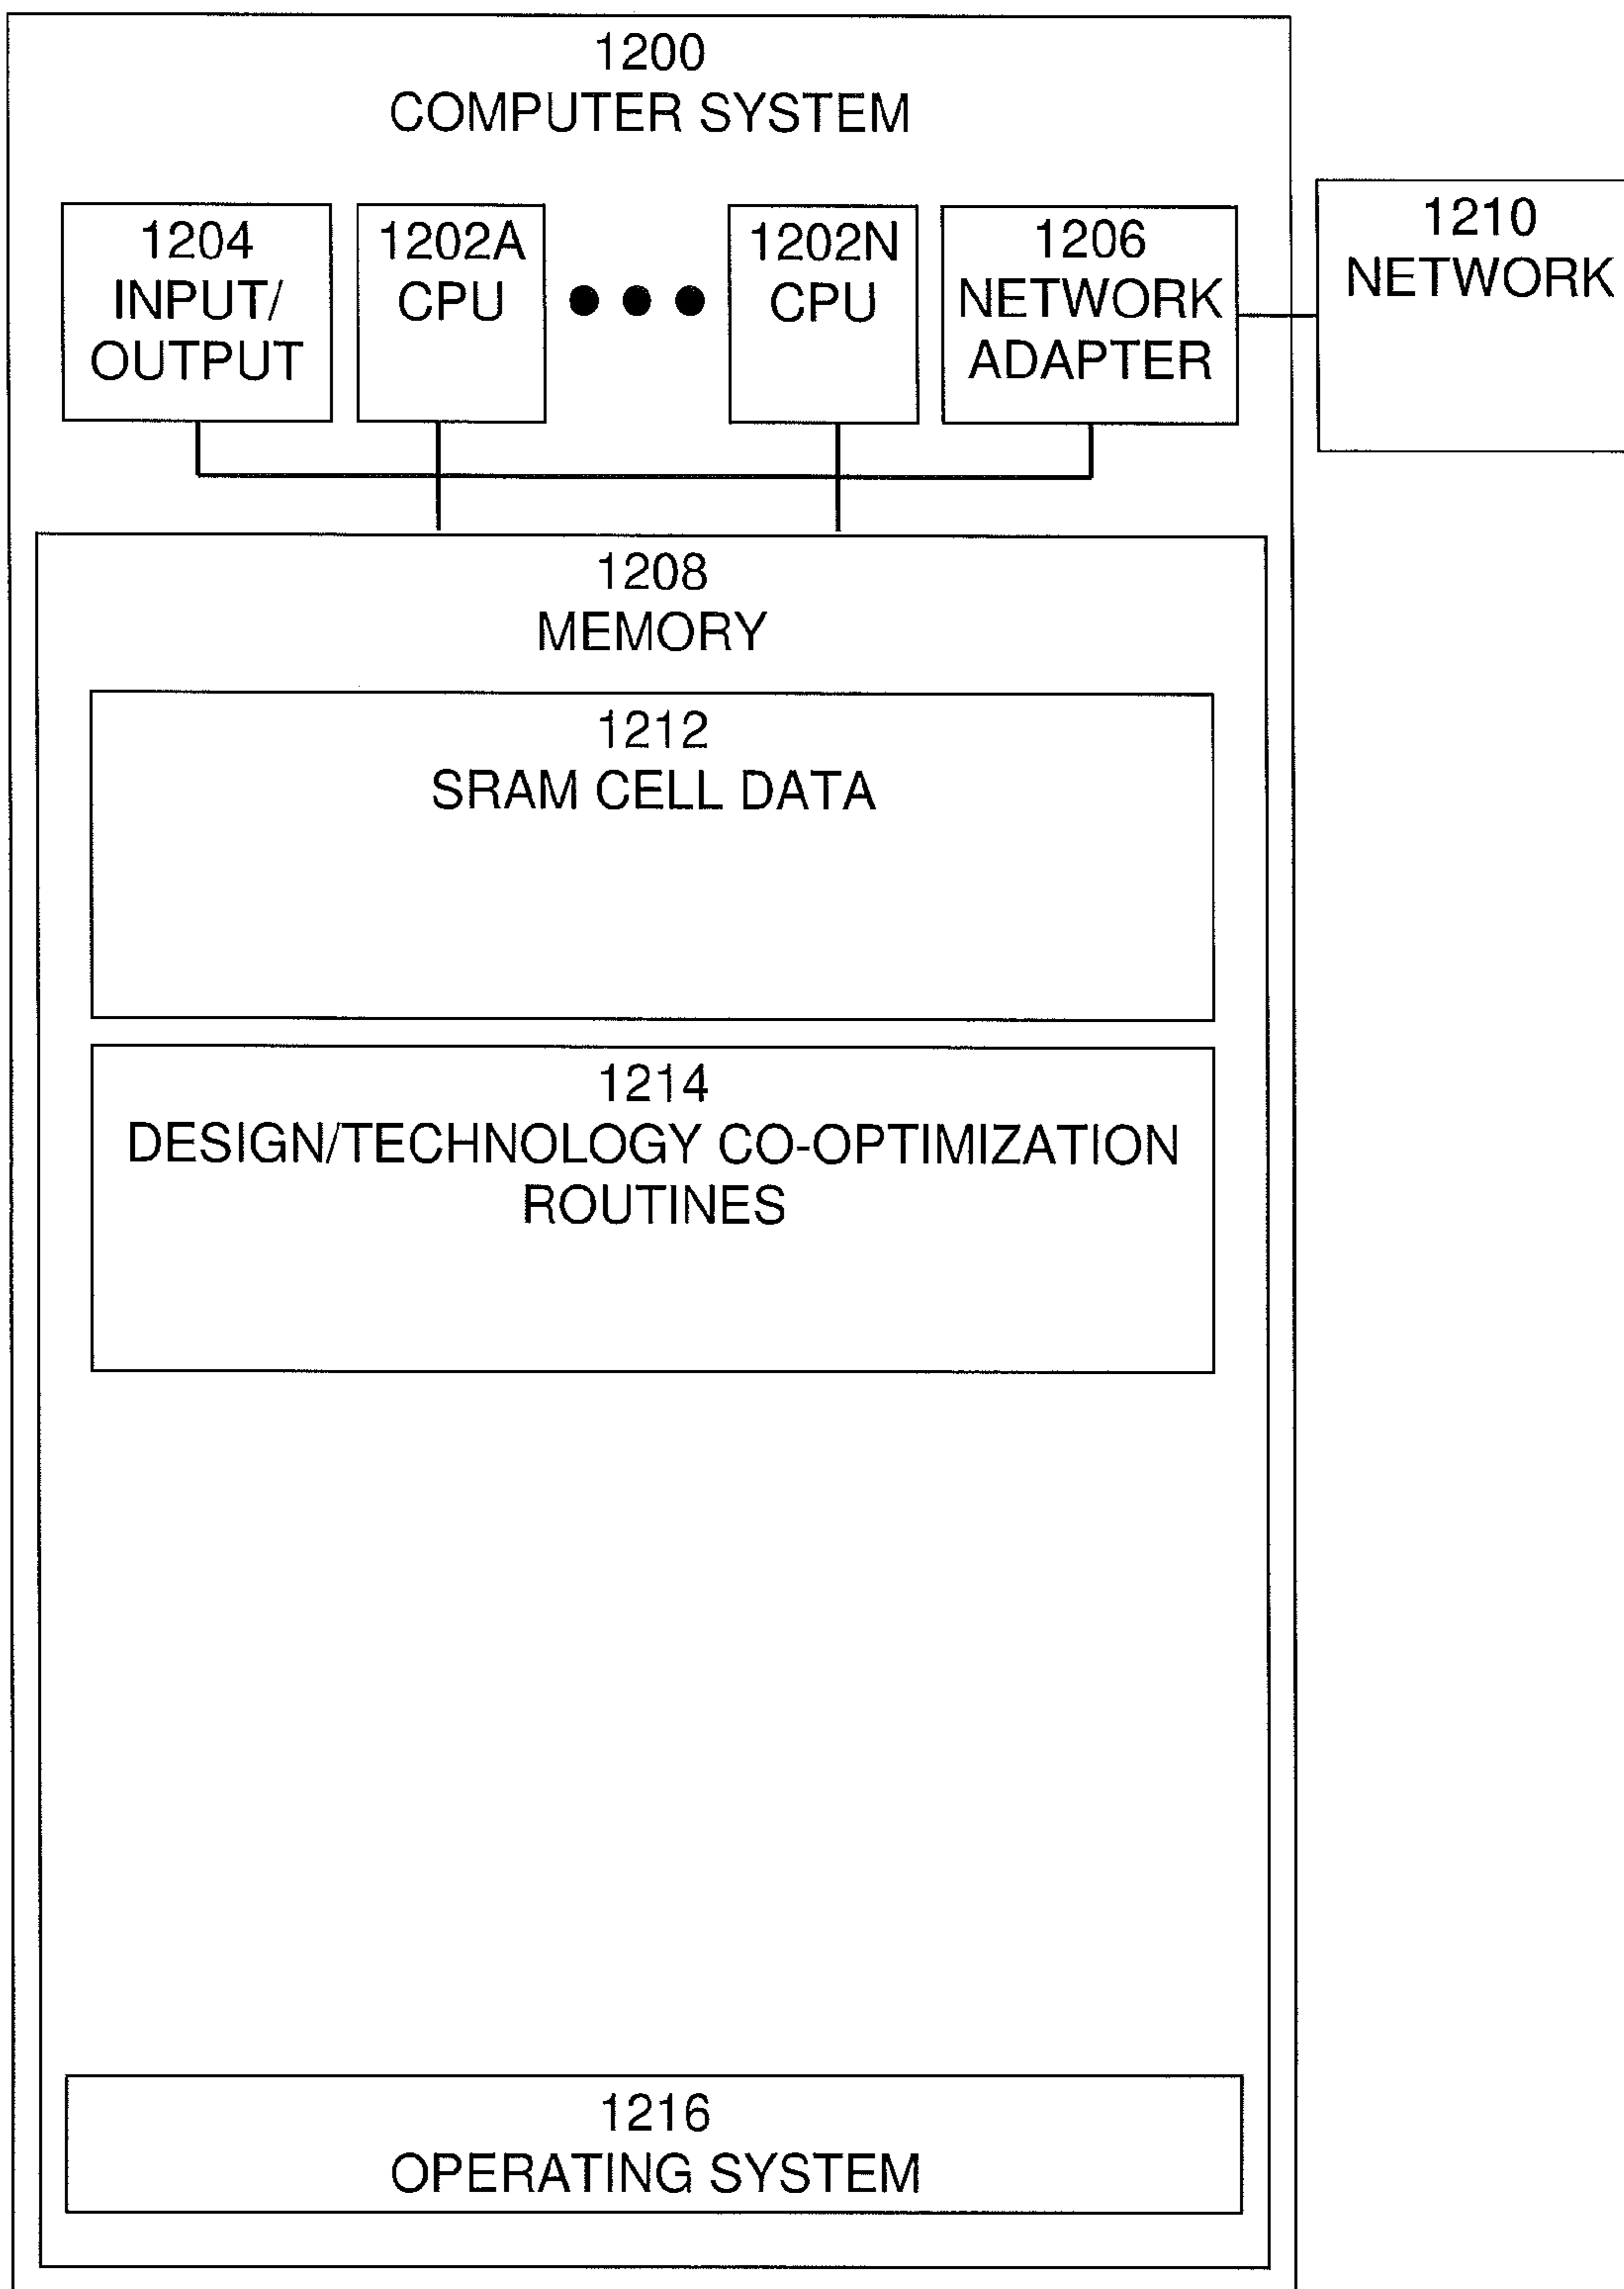 1200
COMPUTER SYSTEM
1204
INPUT/
OUTPUT
1202A
CPU
1202N
CPU
1206
NETWORK
ADAPTER
1210
NETWORK
1208
MEMORY
1212
SRAM CELL DATA
1214
DESIGN/TECHNOLOGY CO-OPTIMIZATION
ROUTINES
1216
OPERATING SYSTEM